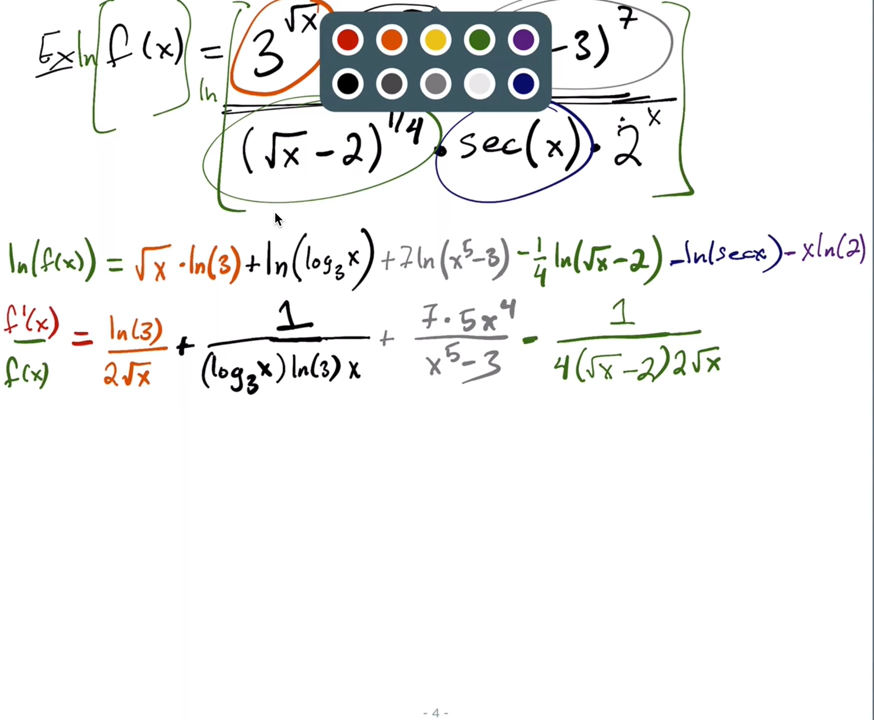 Ex ln[f(x)] = ln[3^√x -3)^7
(√x - 2)^1/4 · sec(x) · 2^x]
ln(f(x)) = √x · ln(3) + ln(log₃x) + 7ln(x⁵-3) - 1/4 ln(√x - 2) - ln(secx) - xln(2)
f'(x)/f(x) = ln(3)/2√x + 1/(log₃x)ln(3)x + 7·5x⁴/x⁵-3 - 1/4(√x-2)2√x
- 4 -